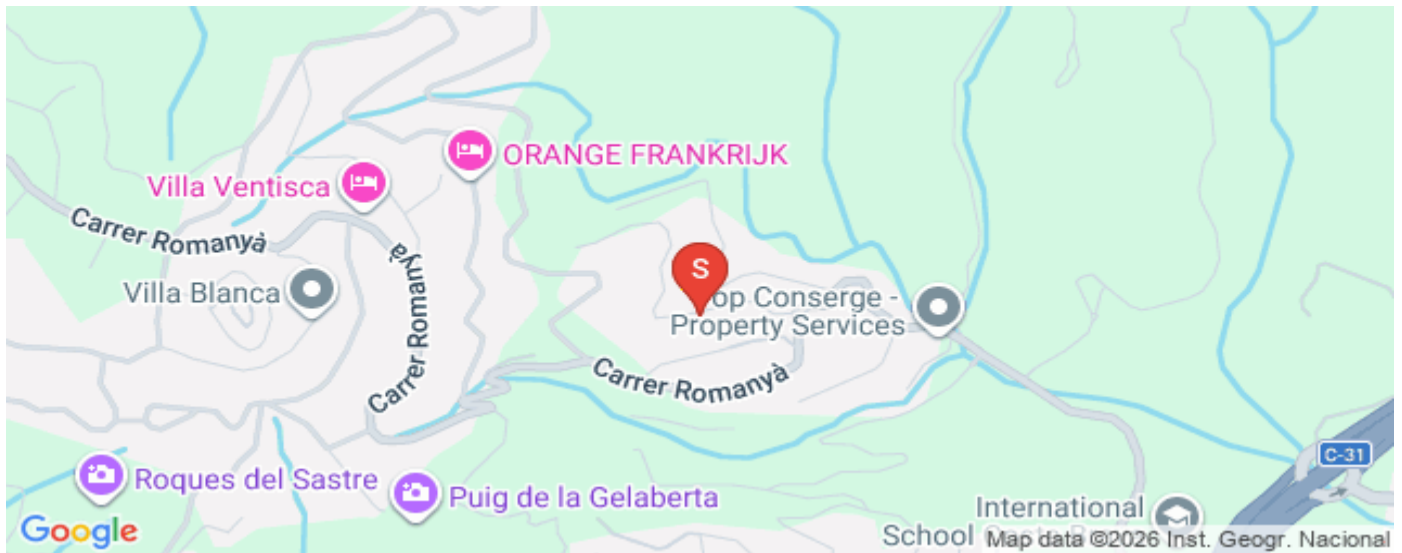 ORANGE FRANKRIJK
Villa Ventisca
Carrer Romanyà
Carrer Romanyà
Villa Blanca
S
op Conserge -
Property Services
Carrer Romanyà
C-31
Roques del Sastre
Puig de la Gelaberta
International
School
Google
Map data ©2026 Inst. Geogr. Nacional